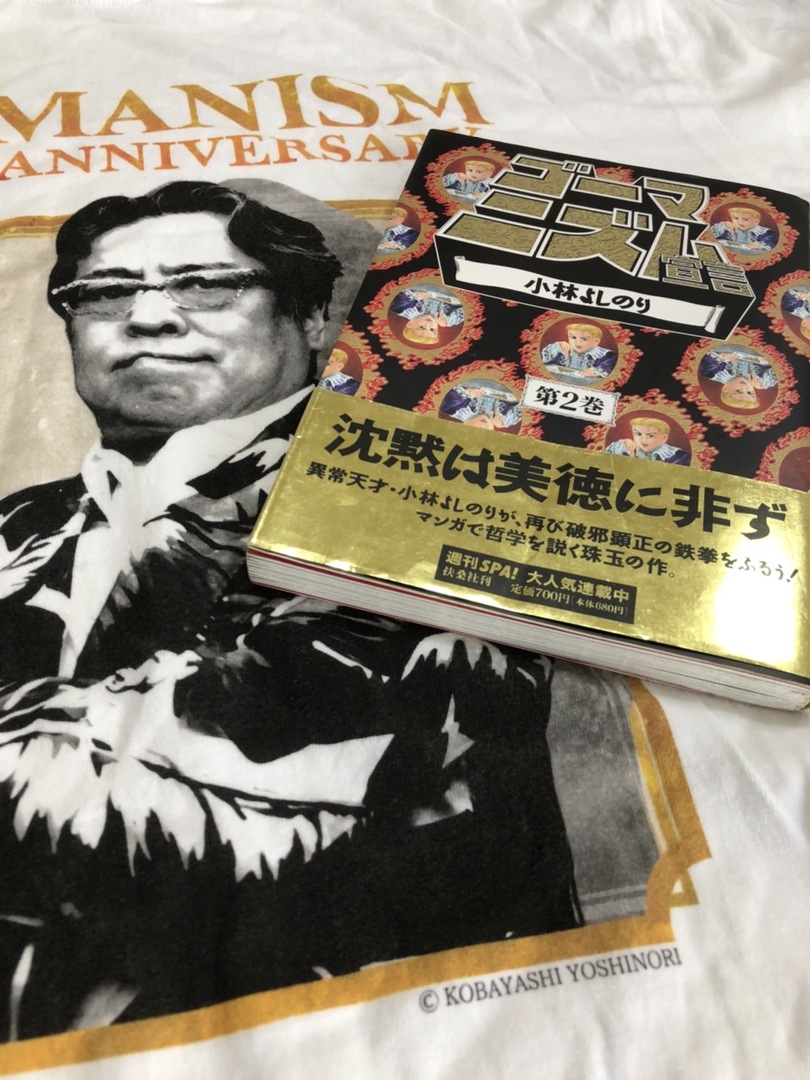 MANISM
ANNIVERSARY
ゴーマ
ニズム
宣言
小林よしのり
第2巻
沈黙は美徳に非ず
異常天才・小林よしのりが、再び破邪顕正の鉄拳をふるう!
マンガで哲学を説く珠玉の作。
週刊SPA! 大人気連載中
扶桑社刊 定価700円[本体680円]
© KOBAYASHI YOSHINORI